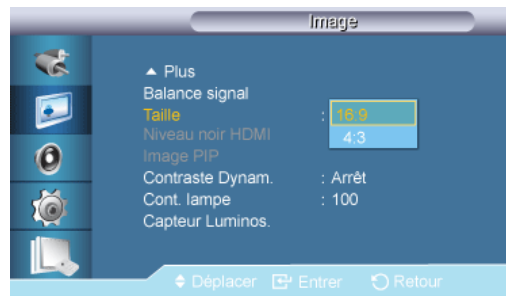 Image
▲ Plus
Balance signal
Taille : 16:9
4:3
Niveau noir HDMI
Image PIP
Contraste Dynam. : Arrêt
Cont. lampe : 100
Capteur Luminos.
Déplacer Entrer Retour